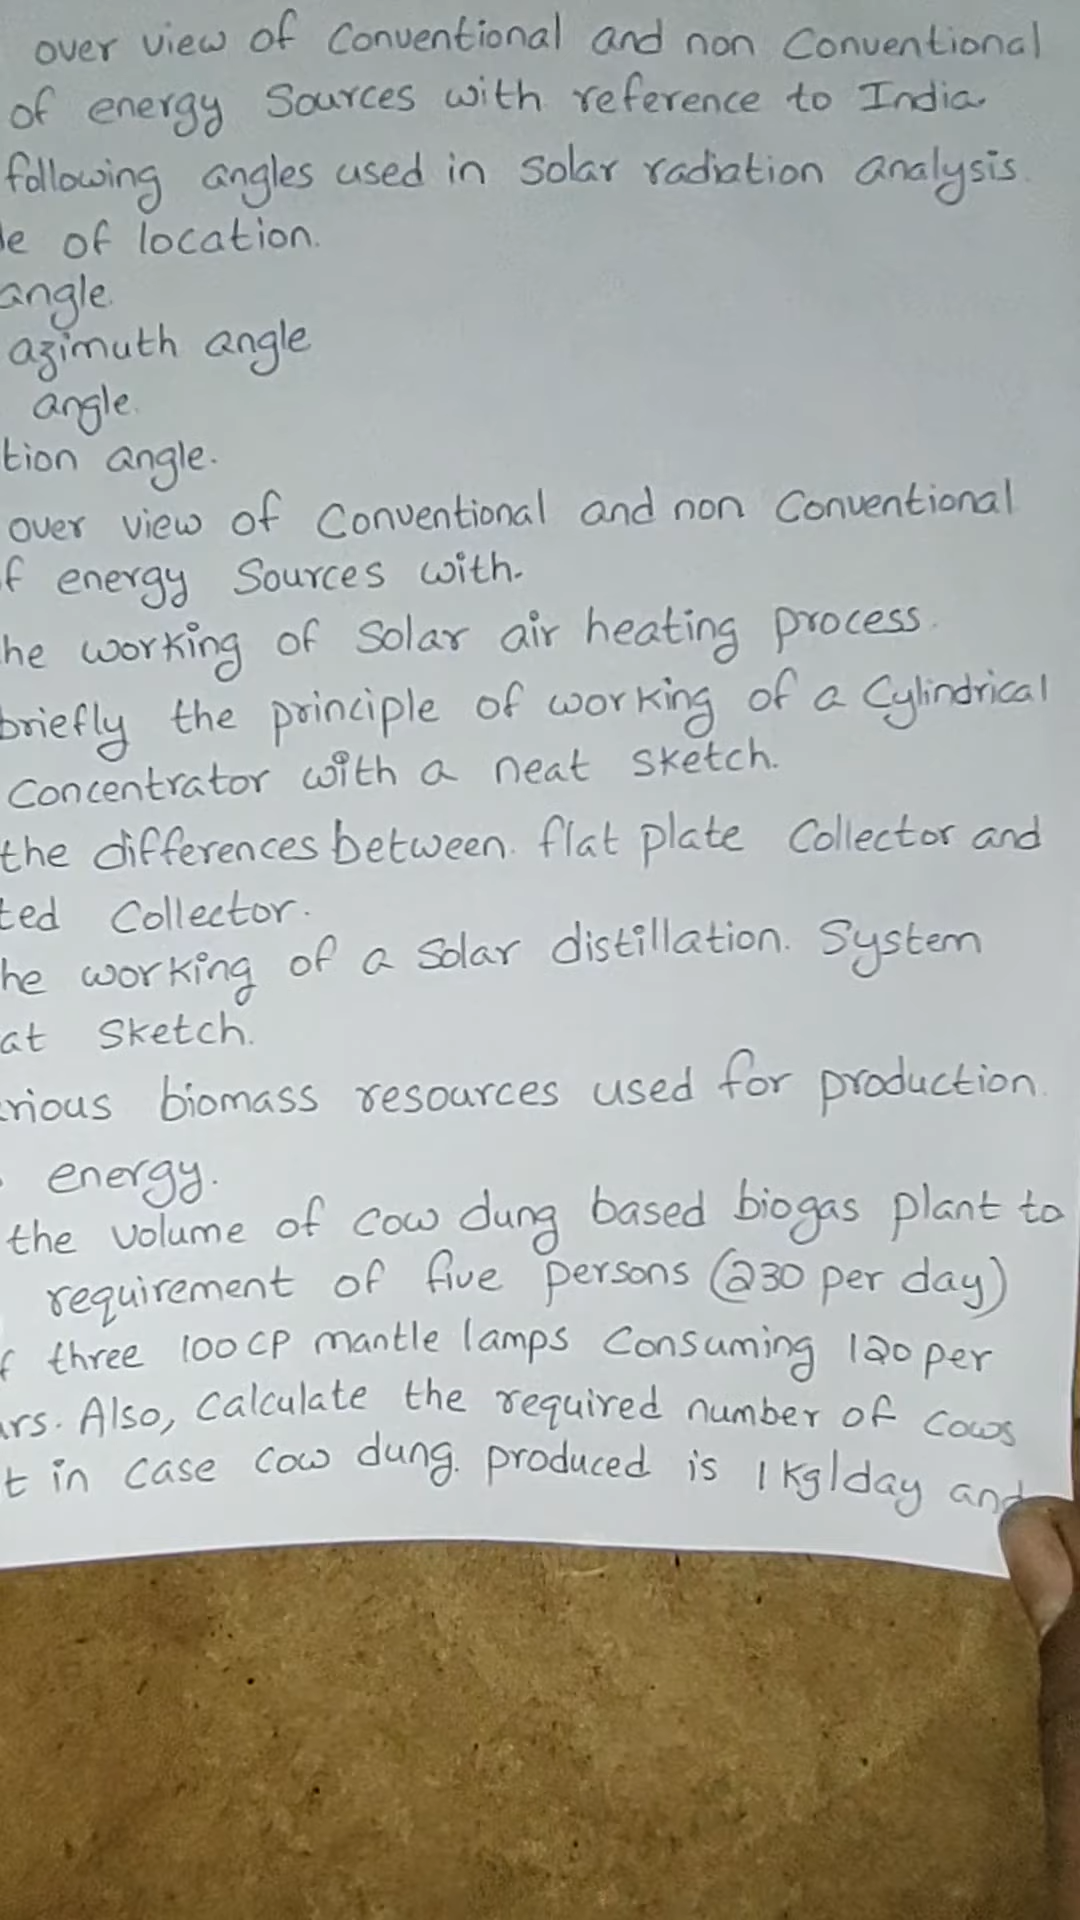 over view of Conventional and non Conventional
of energy Sources with reference to India
following angles used in Solar radiation analysis.
le of location.
angle.
azimuth angle
angle.
tion angle.
over view of Conventional and non Conventional
f energy Sources with.
he working of Solar air heating process.
briefly the principle of working of a Cylindrical
Concentrator with a neat sketch.
the differences between. flat plate Collector and
ted Collector.
he working of a Solar distillation. System
at Sketch.
rious biomass resources used for production.
energy.
the volume of cow dung based biogas plant to
requirement of five persons (230 per day)
f three 100 CP mantle lamps Consuming 120 per
urs. Also, Calculate the required number of Cows
t in case cow dung. produced is 1 Kg/day and